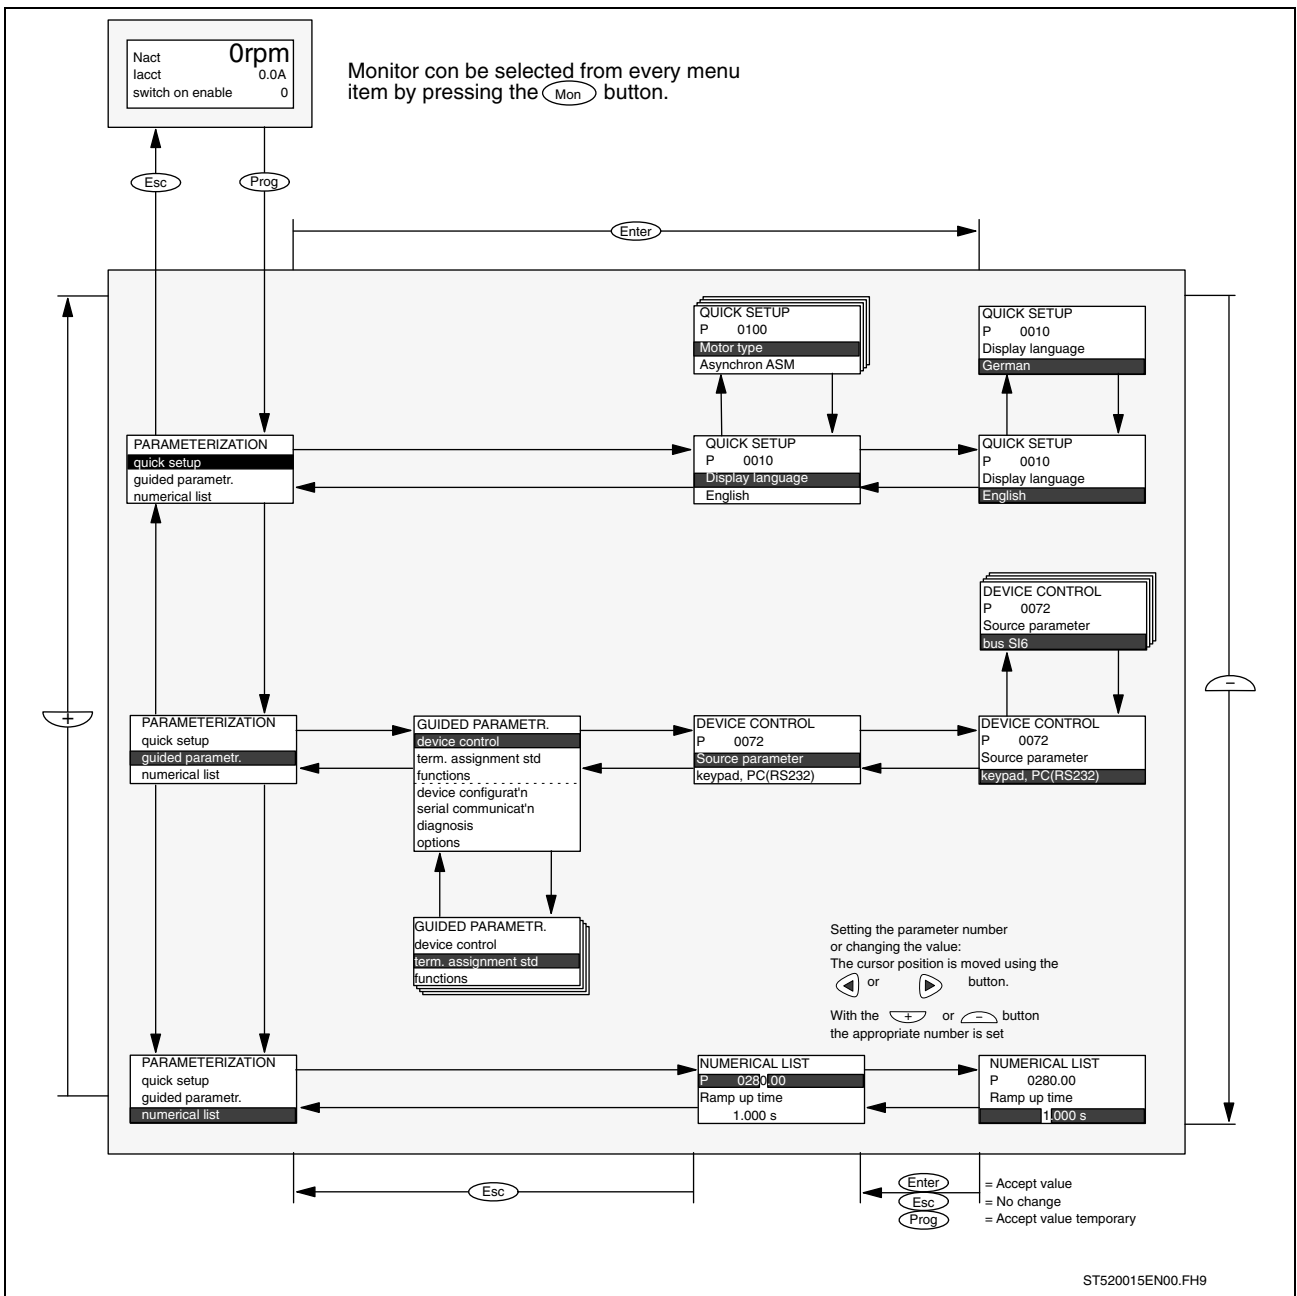 Nact 0rpm
Iacct 0.0A
switch on enable 0
Monitor con be selected from every menu
item by pressing the Mon button.
Esc
Prog
Enter
QUICK SETUP
P 0100
Motor type
Asynchron ASM
QUICK SETUP
P 0010
Display language
German
PARAMETERIZATION
quick setup
guided parametr.
numerical list
QUICK SETUP
P 0010
Display language
English
QUICK SETUP
P 0010
Display language
English
DEVICE CONTROL
P 0072
Source parameter
bus SI6
+
−
PARAMETERIZATION
quick setup
guided parametr.
numerical list
GUIDED PARAMETR.
device control
term. assignment std
functions
device configurat'n
serial communicat'n
diagnosis
options
DEVICE CONTROL
P 0072
Source parameter
keypad, PC(RS232)
DEVICE CONTROL
P 0072
Source parameter
keypad, PC(RS232)
GUIDED PARAMETR.
device control
term. assignment std
functions
Setting the parameter number
or changing the value:
The cursor position is moved using the
or button.
With the + or − button
the appropriate number is set
PARAMETERIZATION
quick setup
guided parametr.
numerical list
NUMERICAL LIST
P 0280.00
Ramp up time
1.000 s
NUMERICAL LIST
P 0280.00
Ramp up time
1.000 s
Esc
Enter = Accept value
Esc = No change
Prog = Accept value temporary
ST520015EN00.FH9